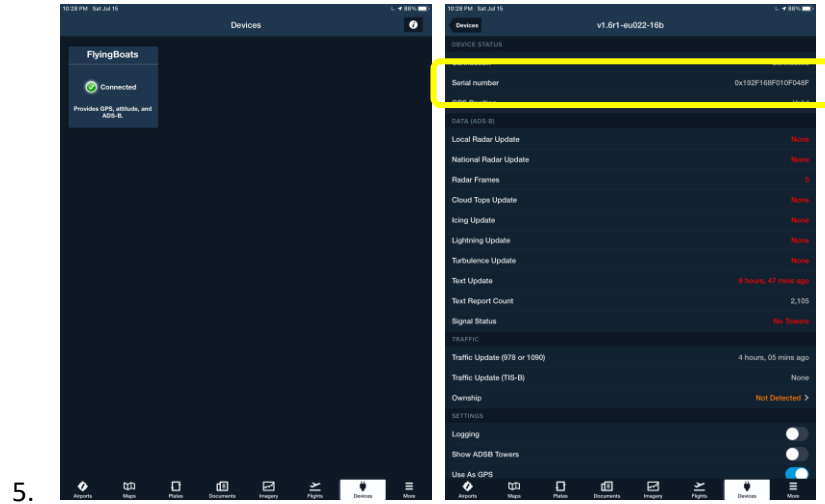 10:28 PM Sat Jul 15
88%
Devices
FlyingBoats
Connected
Provides GPS, attitude, and
ADS-B.
Airports Maps Plates Documents Imagery Flights Devices More
10:28 PM Sat Jul 15
88%
Devices
v1.6r1-eu022-16b
DEVICE STATUS
Serial number 0x192F168F010F048F
DATA (ADS-B)
Local Radar Update None
National Radar Update None
Radar Frames 0
Cloud Tops Update None
Icing Update None
Lightning Update None
Turbulence Update None
Text Update 9 hours, 47 mins ago
Text Report Count 2,105
Signal Status No Towers
TRAFFIC
Traffic Update (978 or 1090) 4 hours, 05 mins ago
Traffic Update (TIS-B) None
Ownship Not Detected >
SETTINGS
Logging
Show ADSB Towers
Use As GPS
Airports Maps Plates Documents Imagery Flights Devices More
5.